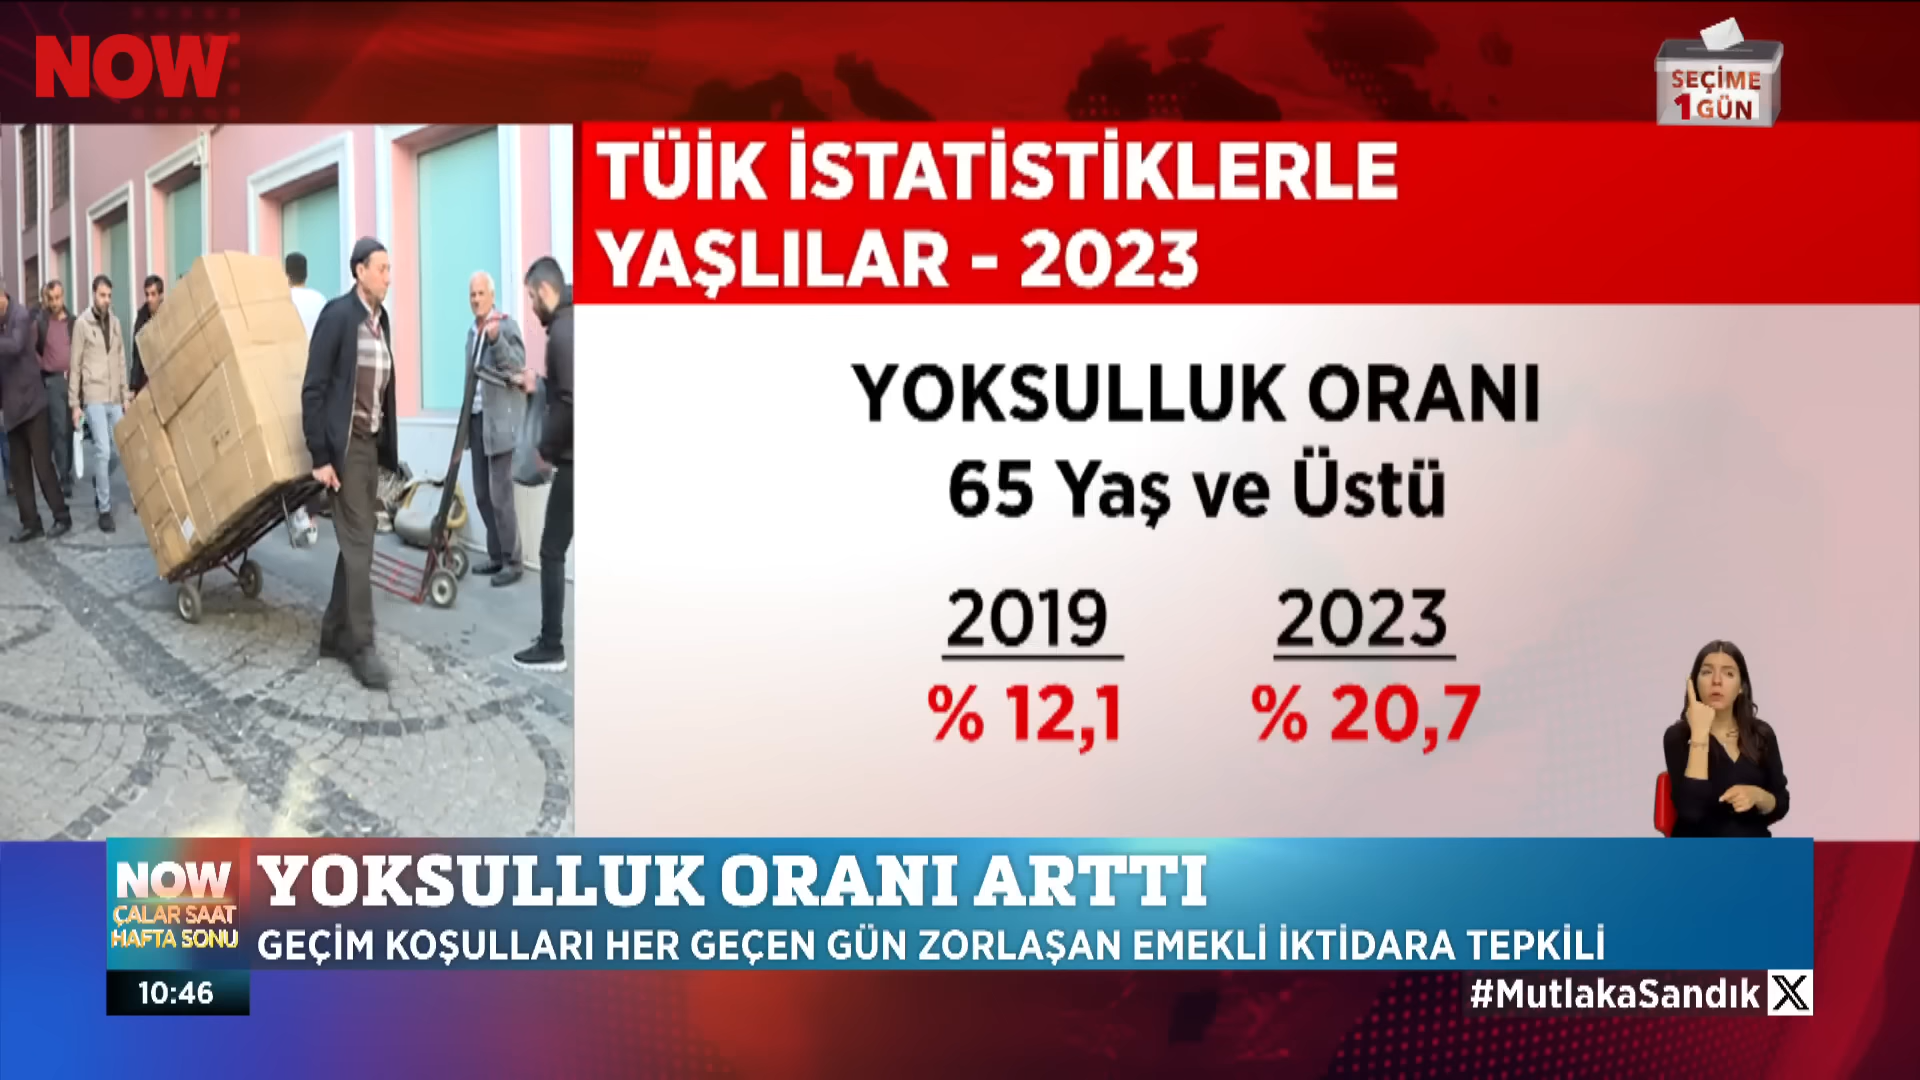 NOW
SEÇİME
1 GÜN
TÜİK İSTATİSTİKLERLE
YAŞLILAR - 2023
YOKSULLUK ORANI
65 Yaş ve Üstü
2019 2023
% 12,1 % 20,7
NOW
ÇALAR SAAT
HAFTA SONU
YOKSULLUK ORANI ARTTI
GEÇİM KOŞULLARI HER GEÇEN GÜN ZORLAŞAN EMEKLİ İKTİDARA TEPKİLİ
10:46
#MutlakaSandık X